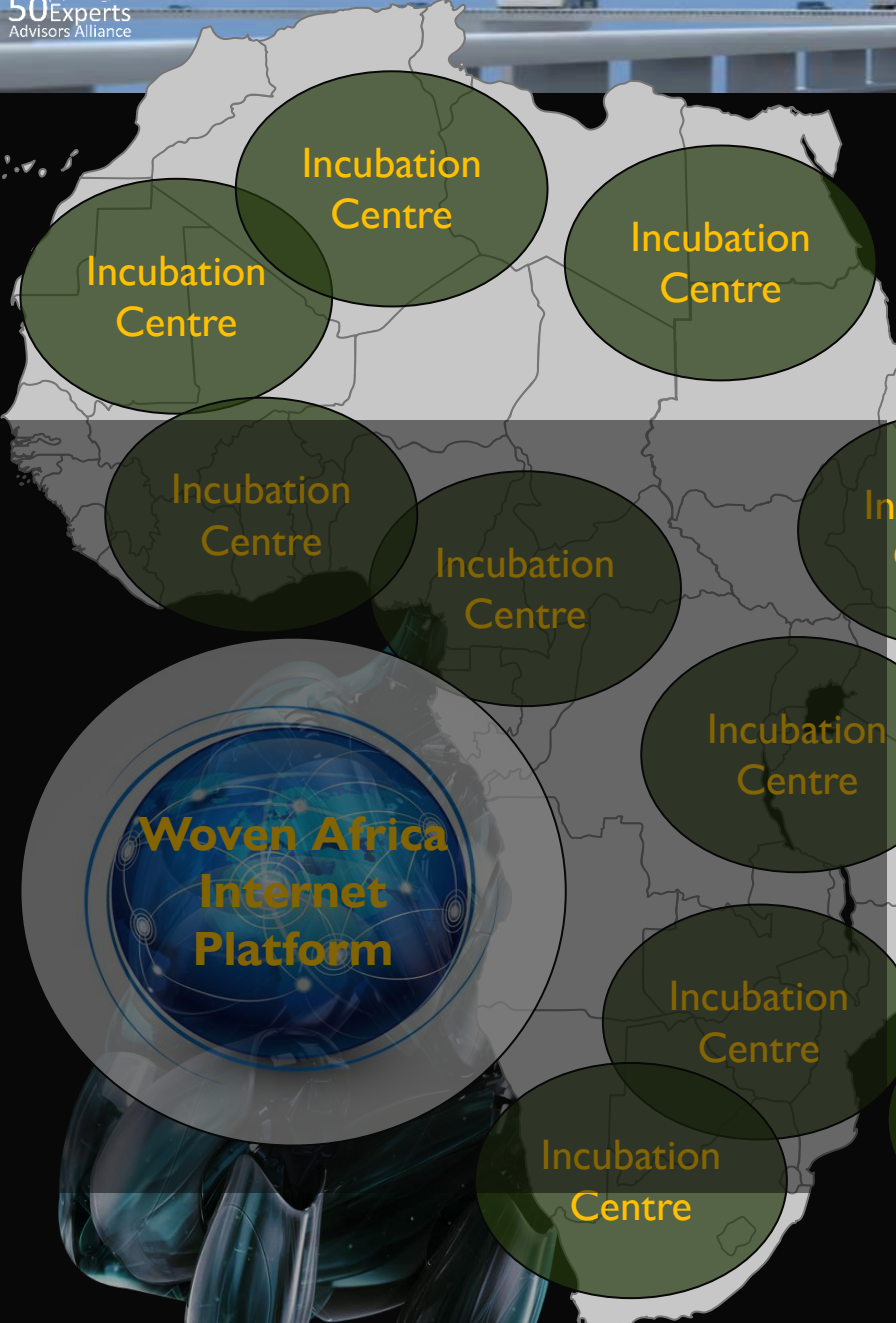 50Experts
Advisors Alliance
Incubation
Centre
Incubation
Centre
Incubation
Centre
Incubation
Centre
Incubation
Centre
In
Incubation
Centre
Woven Africa
Internet
Platform
Incubation
Centre
Incubation
Centre